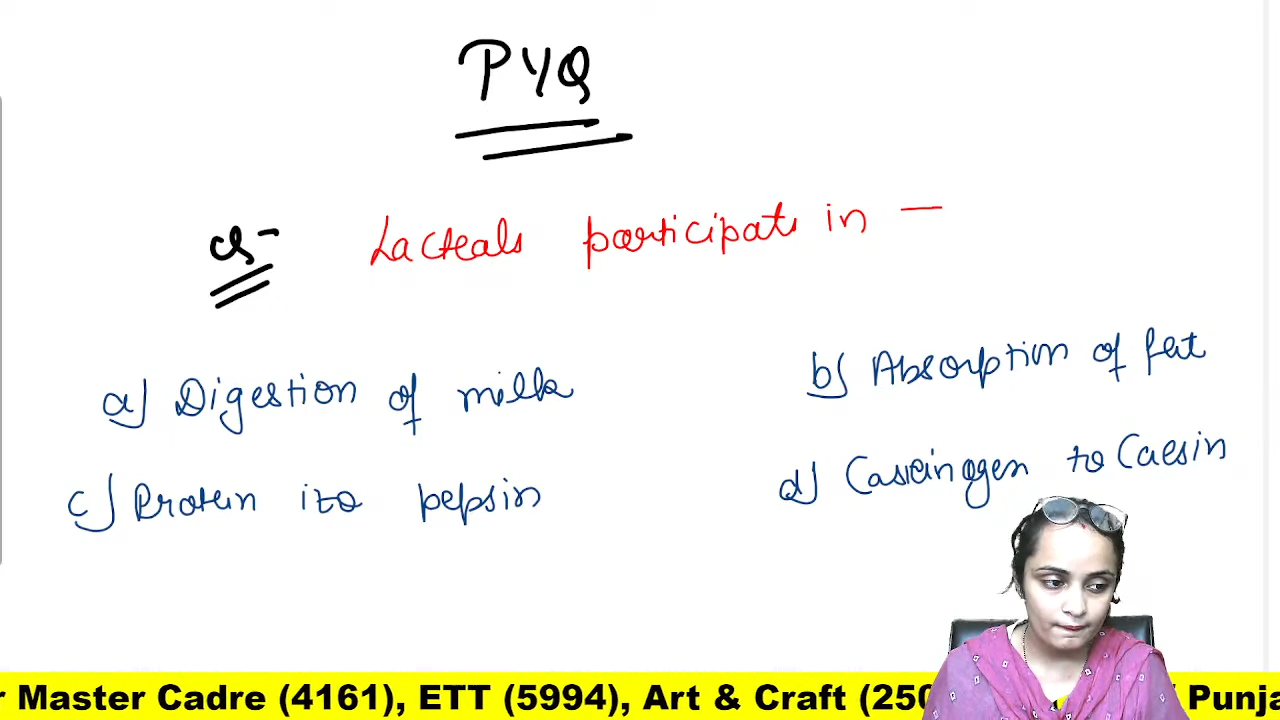 PYQ
Q- Lacteals participate in —
a) Digestion of milk
b) Absorption of fat
c) Protein into pepsin
d) Caseinogen to Caesin
r Master Cadre (4161), ETT (5994), Art & Craft (250 Punja